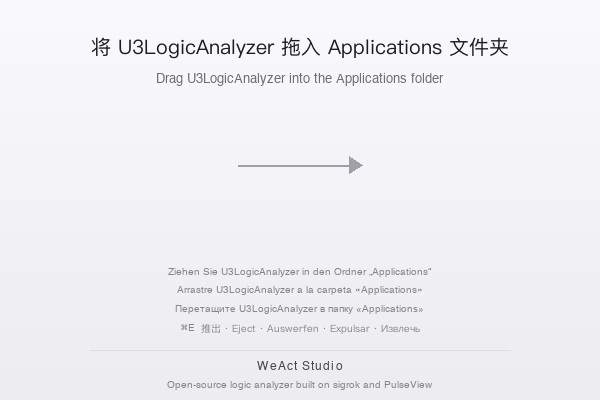 将 U3LogicAnalyzer 拖入 Applications 文件夹
Drag U3LogicAnalyzer into the Applications folder
Ziehen Sie U3LogicAnalyzer in den Ordner „Applications“
Arrastre U3LogicAnalyzer a la carpeta «Applications»
Перетащите U3LogicAnalyzer в папку «Applications»
⌘E 推出 · Eject · Auswerfen · Expulsar · Извлечь
WeAct Studio
Open-source logic analyzer built on sigrok and PulseView